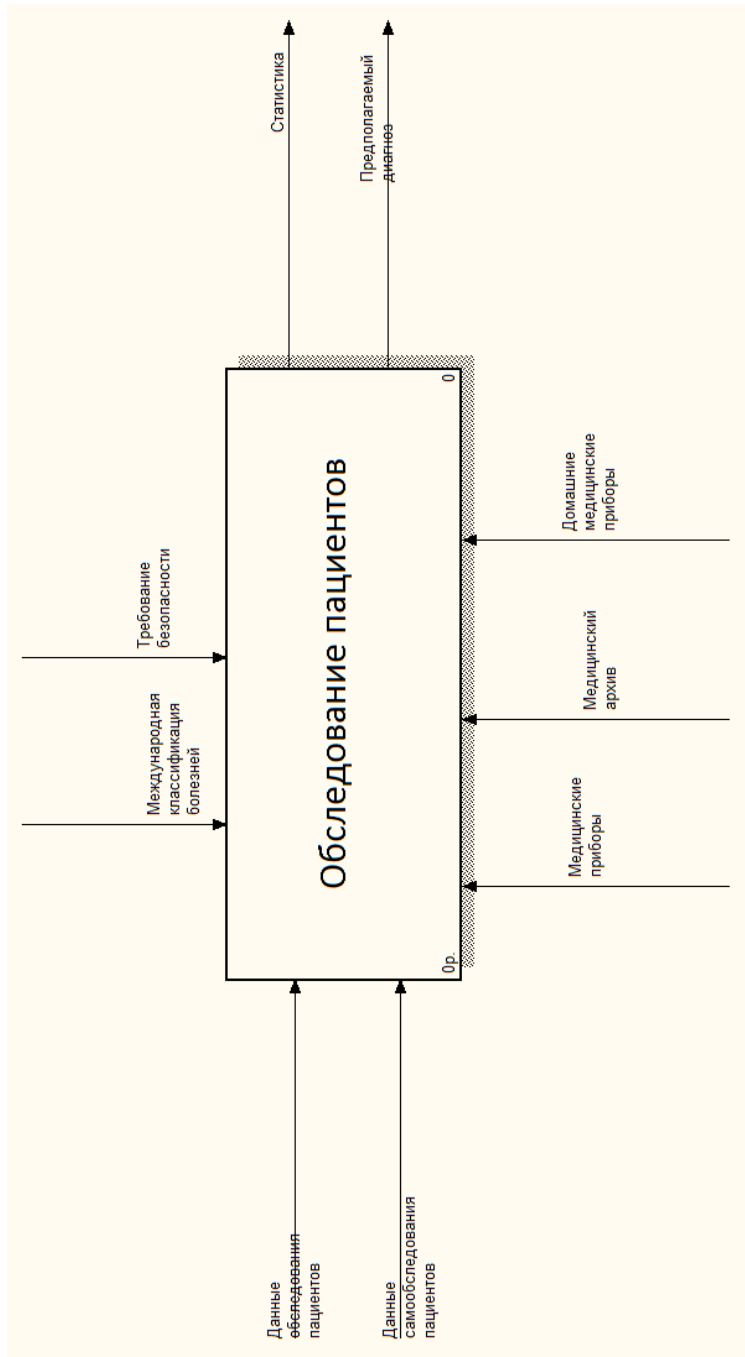 Международная
классификация
болезней
Требование
безопасности
Данные
обследования
пациентов
Данные
самообследования
пациентов
Обследование пациентов
0р.
0
Статистика
Предполагаемый
диагноз
Медицинские
приборы
Медицинский
архив
Домашние
медицинские
приборы